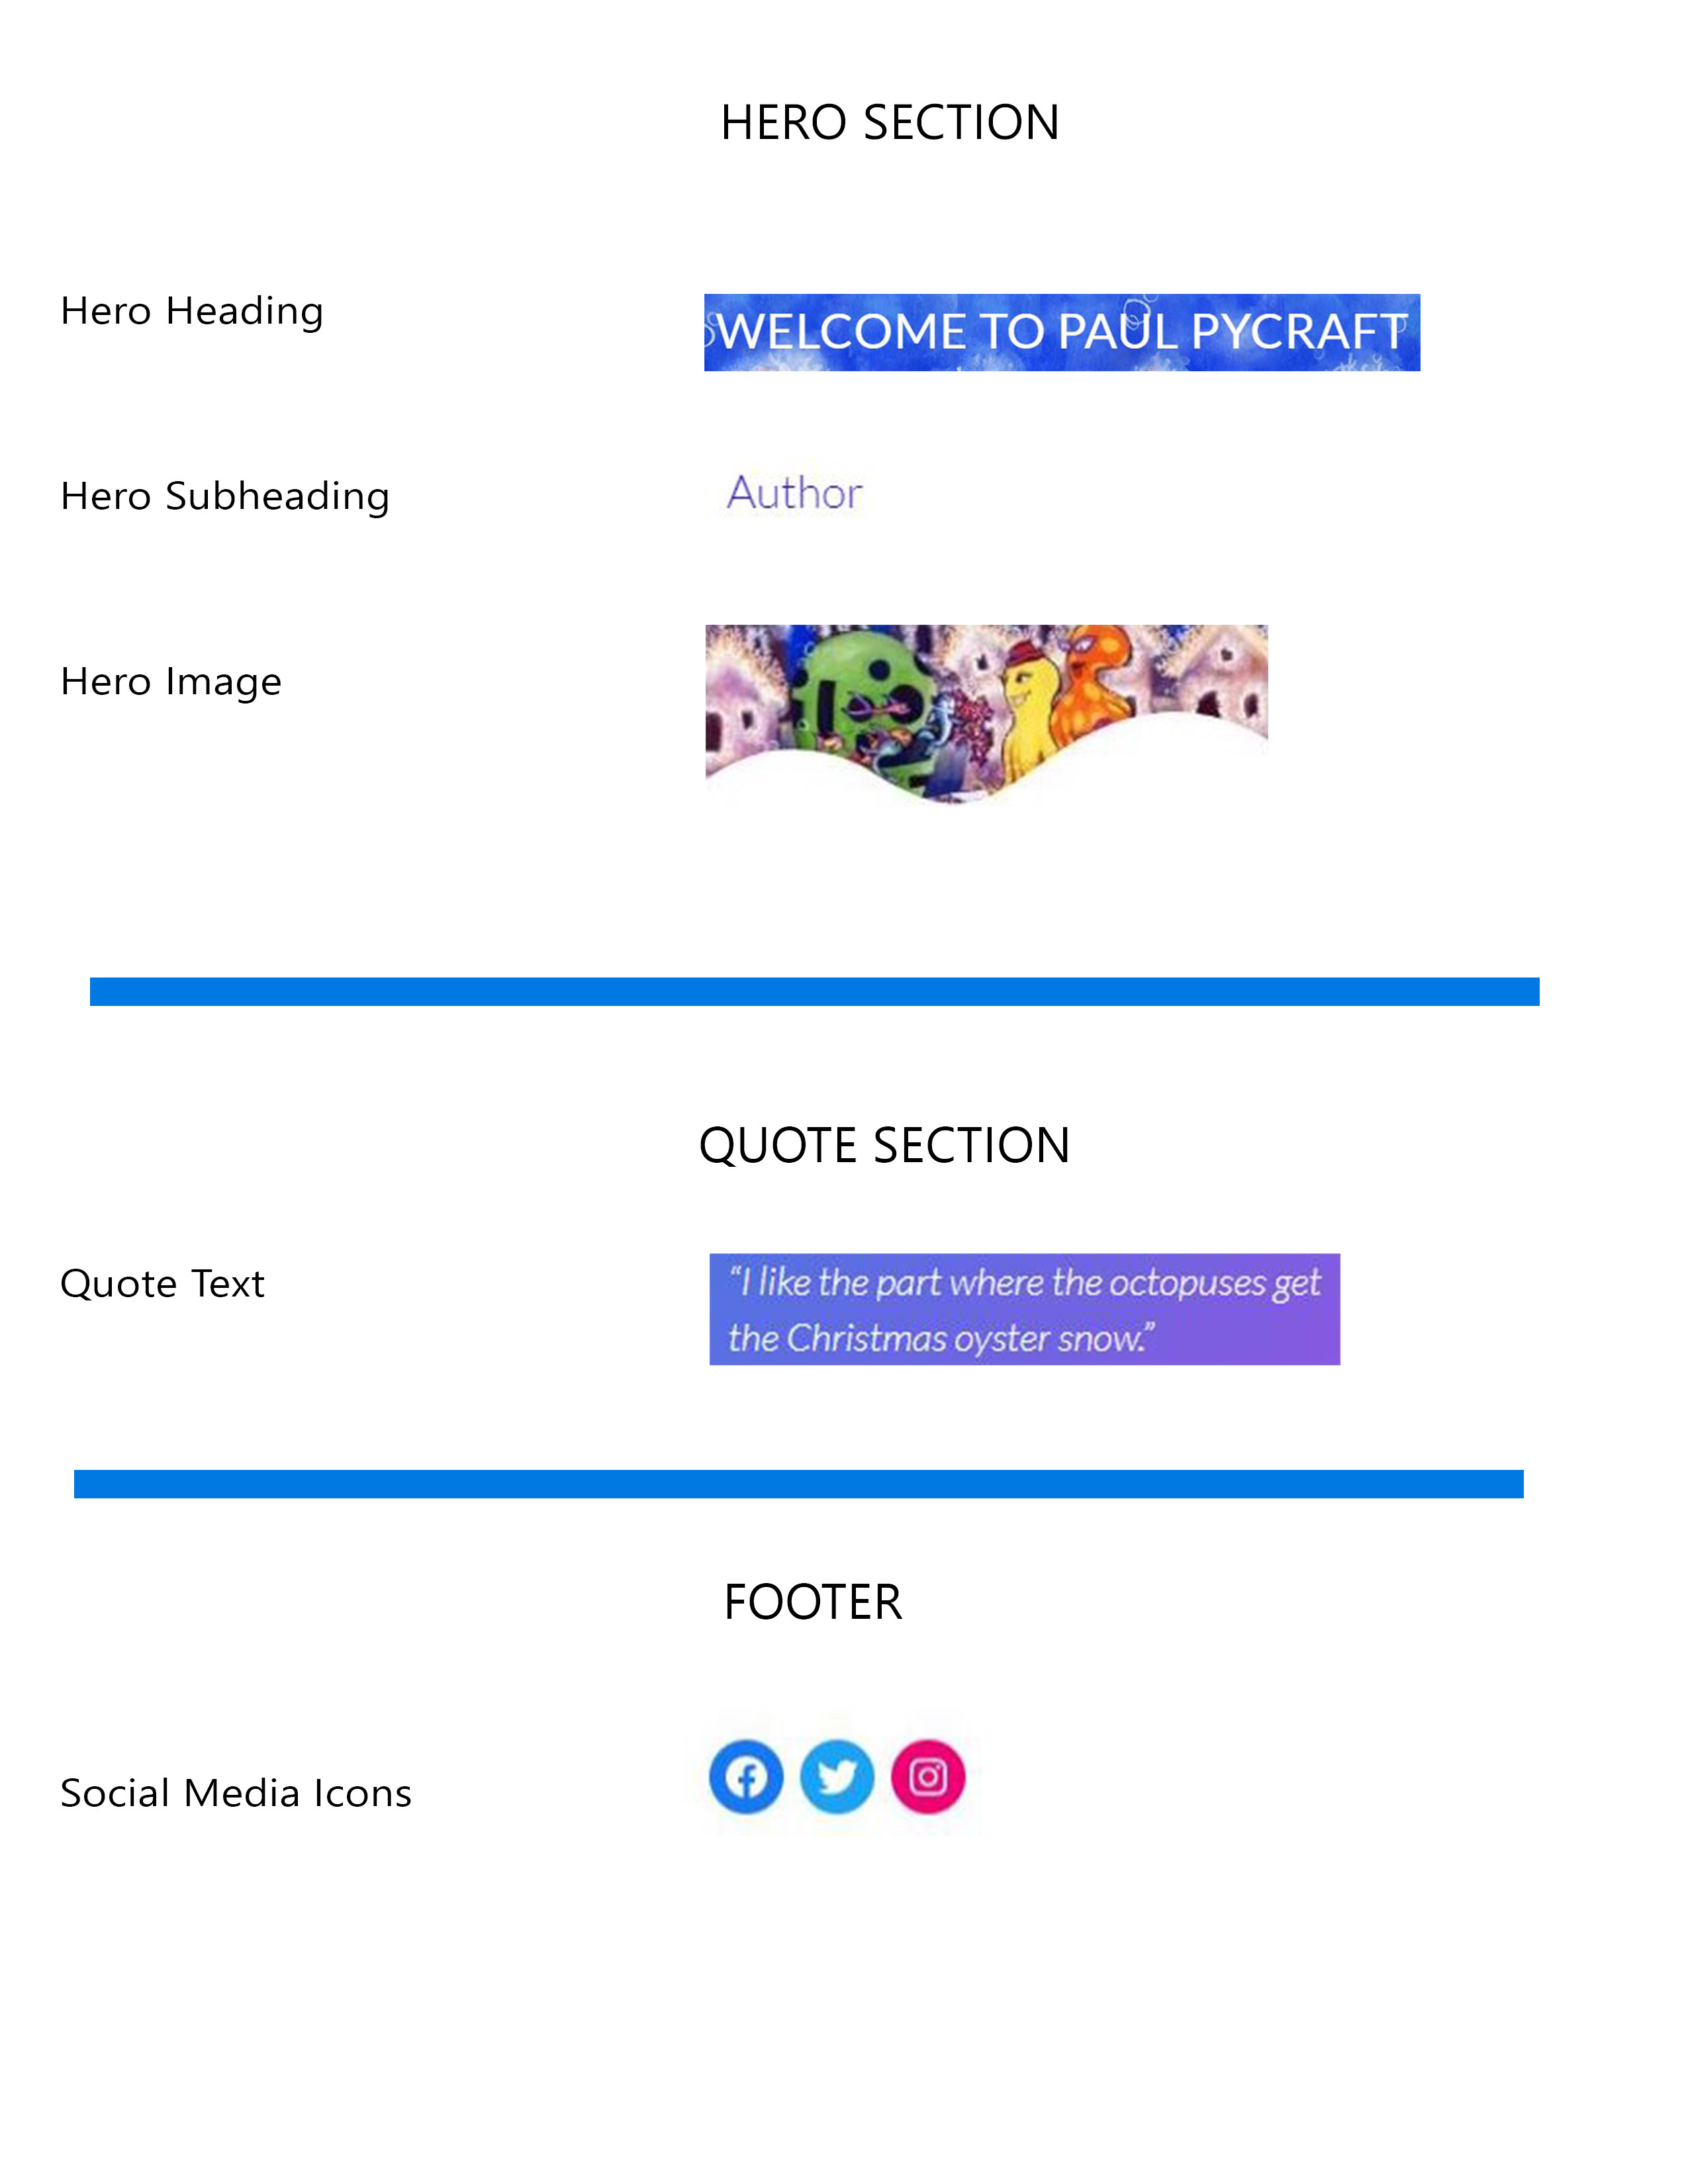 HERO SECTION
Hero Heading
WELCOME TO PAUL PYCRAFT
Hero Subheading
Author
Hero Image
QUOTE SECTION
Quote Text
“I like the part where the octopuses get
the Christmas oyster snow.”
FOOTER
Social Media Icons